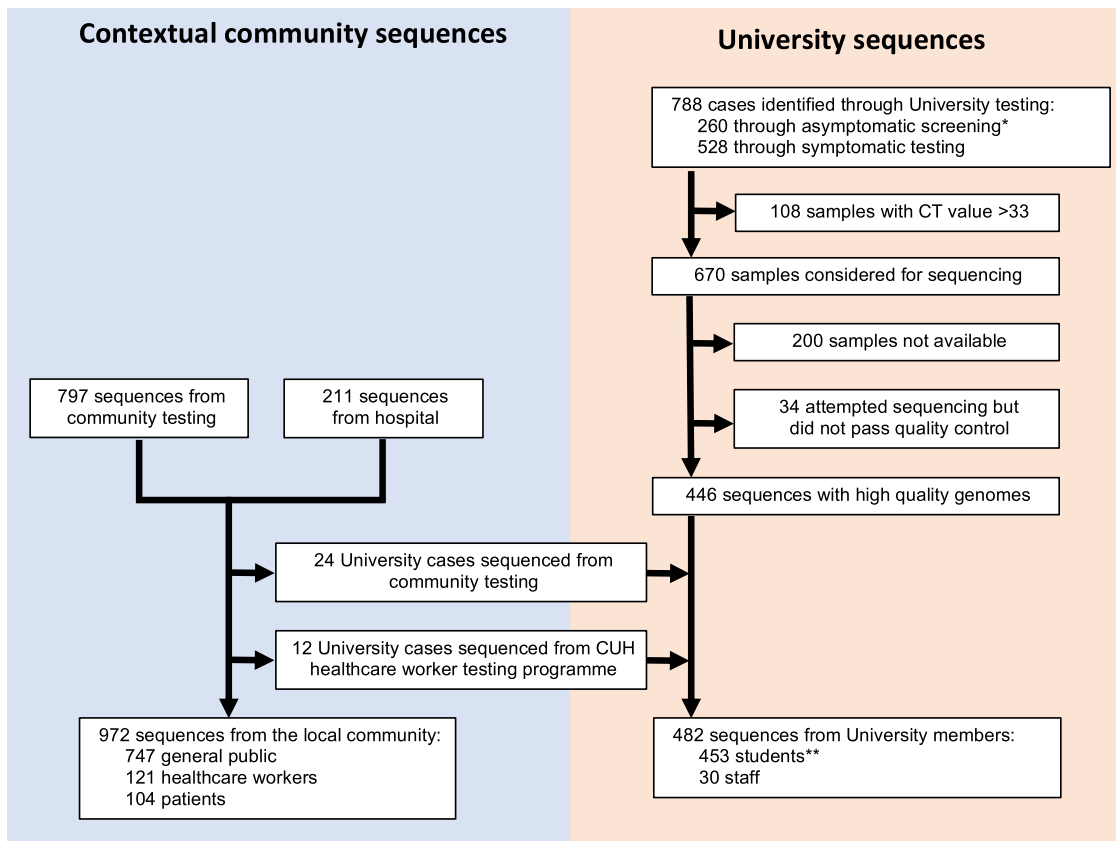 Contextual community sequences
University sequences
788 cases identified through University testing:
260 through asymptomatic screening*
528 through symptomatic testing
108 samples with CT value >33
670 samples considered for sequencing
200 samples not available
34 attempted sequencing but
did not pass quality control
446 sequences with high quality genomes
797 sequences from
community testing
211 sequences
from hospital
24 University cases sequenced from
community testing
12 University cases sequenced from CUH
healthcare worker testing programme
972 sequences from the local community:
747 general public
121 healthcare workers
104 patients
482 sequences from University members:
453 students**
30 staff